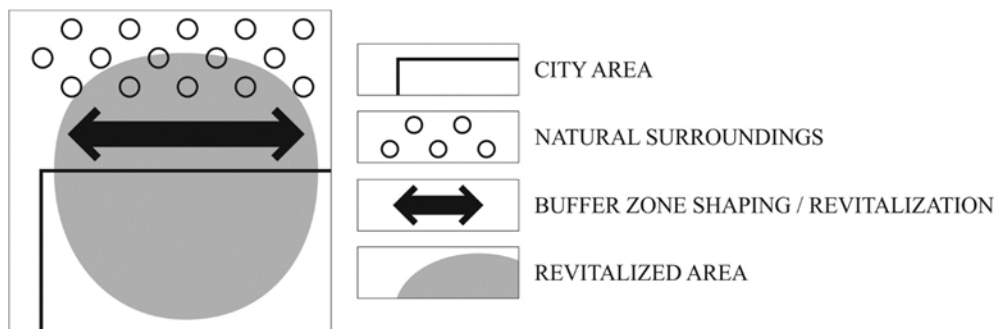 CITY AREA
NATURAL SURROUNDINGS
BUFFER ZONE SHAPING / REVITALIZATION
REVITALIZED AREA